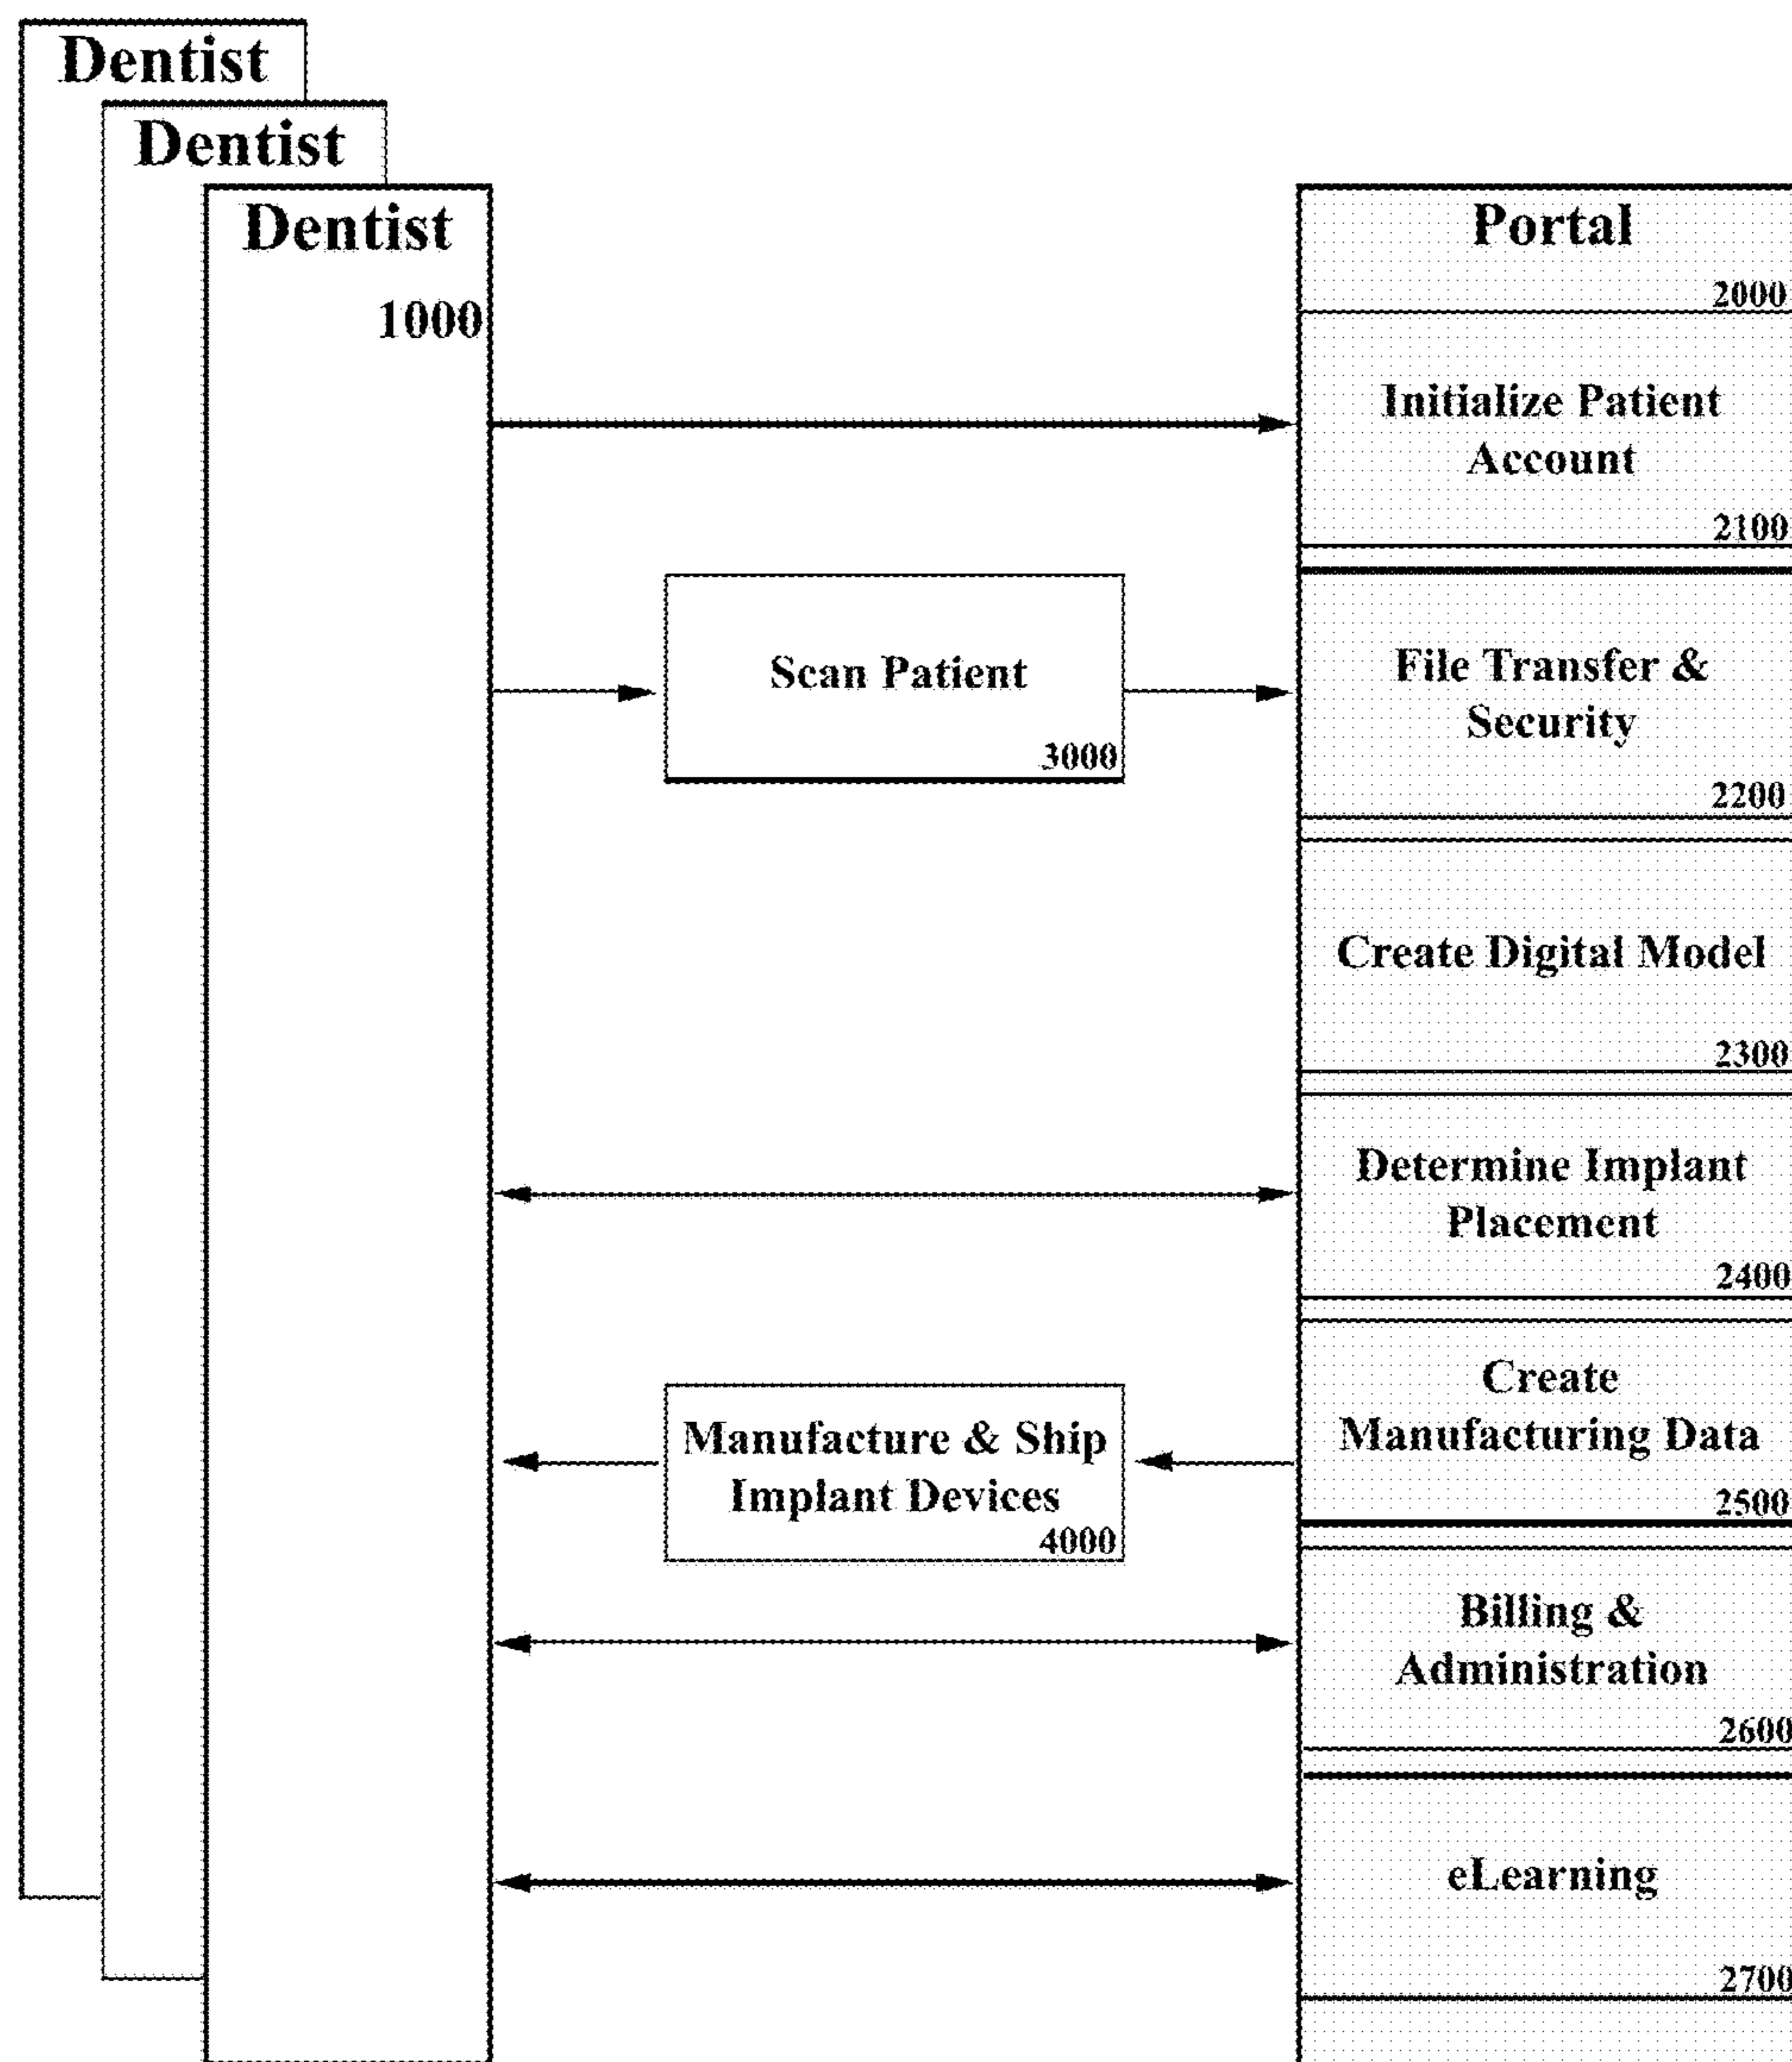 Dentist
Dentist
Dentist
1000
Portal
2000
Initialize Patient
Account
2100
Scan Patient
3000
File Transfer &
Security
2200
Create Digital Model
2300
Determine Implant
Placement
2400
Create
Manufacturing Data
2500
Manufacture & Ship
Implant Devices
4000
Billing &
Administration
2600
eLearning
2700